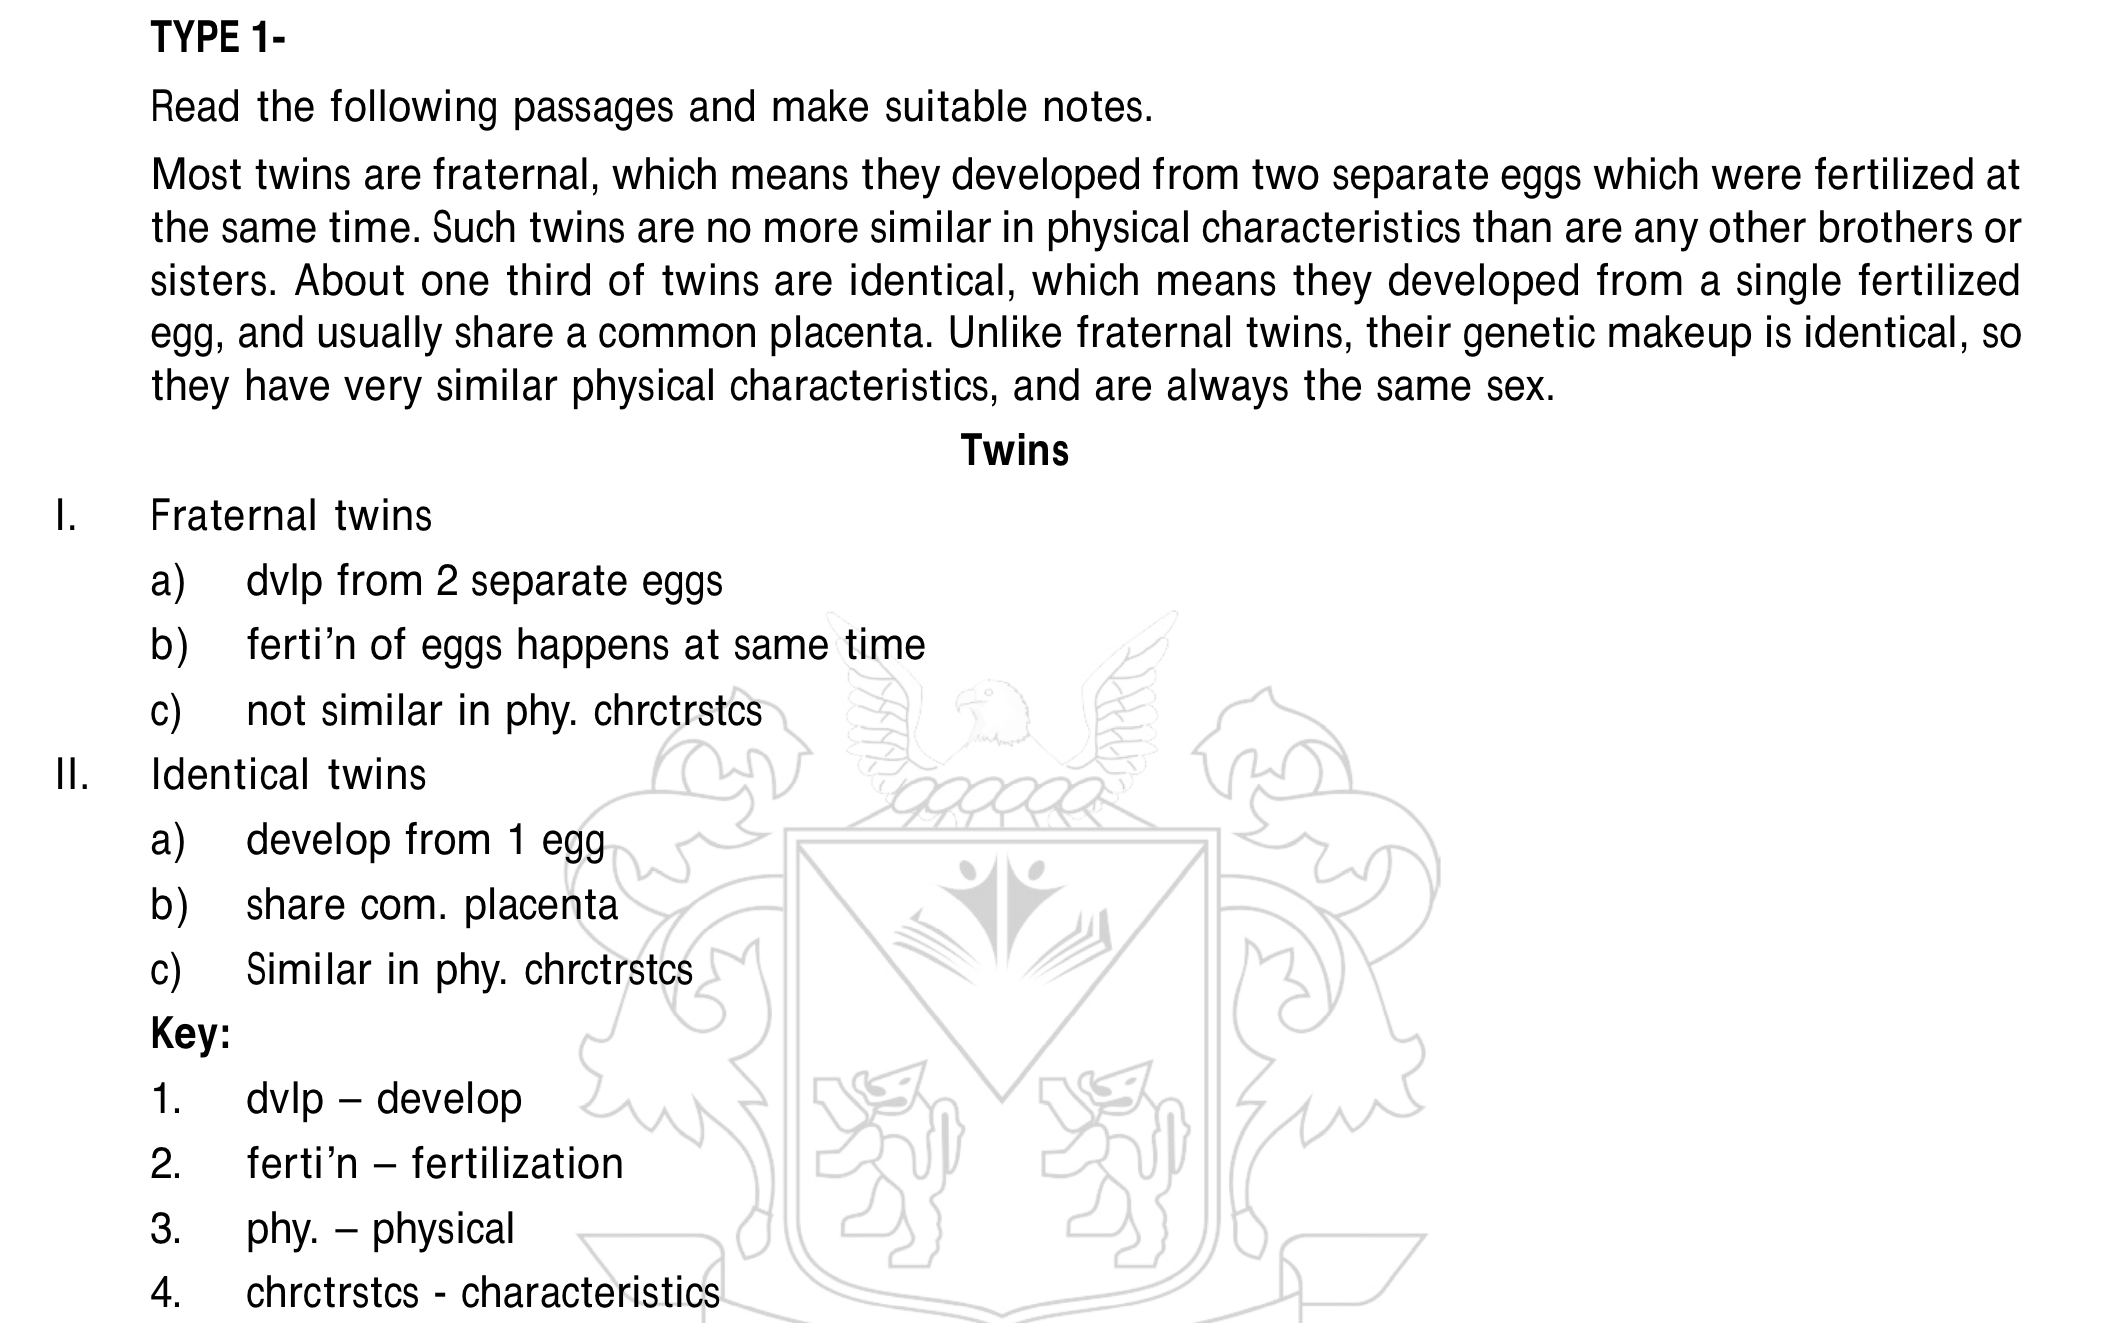 TYPE 1-
Read the following passages and make suitable notes.
Most twins are fraternal, which means they developed from two separate eggs which were fertilized at
the same time. Such twins are no more similar in physical characteristics than are any other brothers or
sisters. About one third of twins are identical, which means they developed from a single fertilized
egg, and usually share a common placenta. Unlike fraternal twins, their genetic makeup is identical, so
they have very similar physical characteristics, and are always the same sex.
Twins
I. Fraternal twins
a) dvlp from 2 separate eggs
b) ferti’n of eggs happens at same time
c) not similar in phy. chrctrstcs
II. Identical twins
a) develop from 1 egg
b) share com. placenta
c) Similar in phy. chrctrstcs
Key:
1. dvlp – develop
2. ferti’n – fertilization
3. phy. – physical
4. chrctrstcs - characteristics